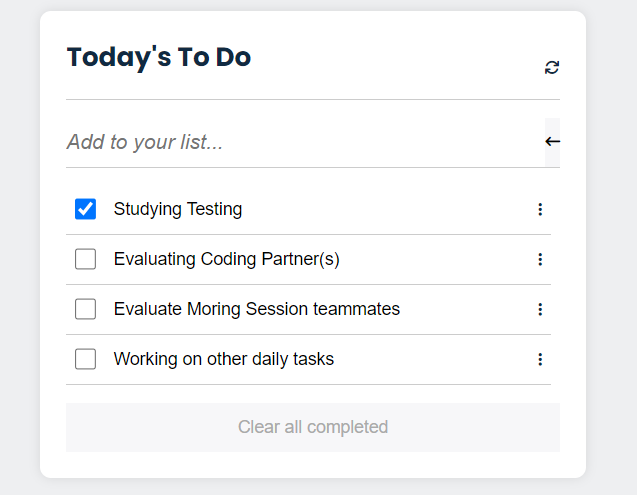 Today's To Do
Add to your list...
Studying Testing
Evaluating Coding Partner(s)
Evaluate Moring Session teammates
Working on other daily tasks
Clear all completed